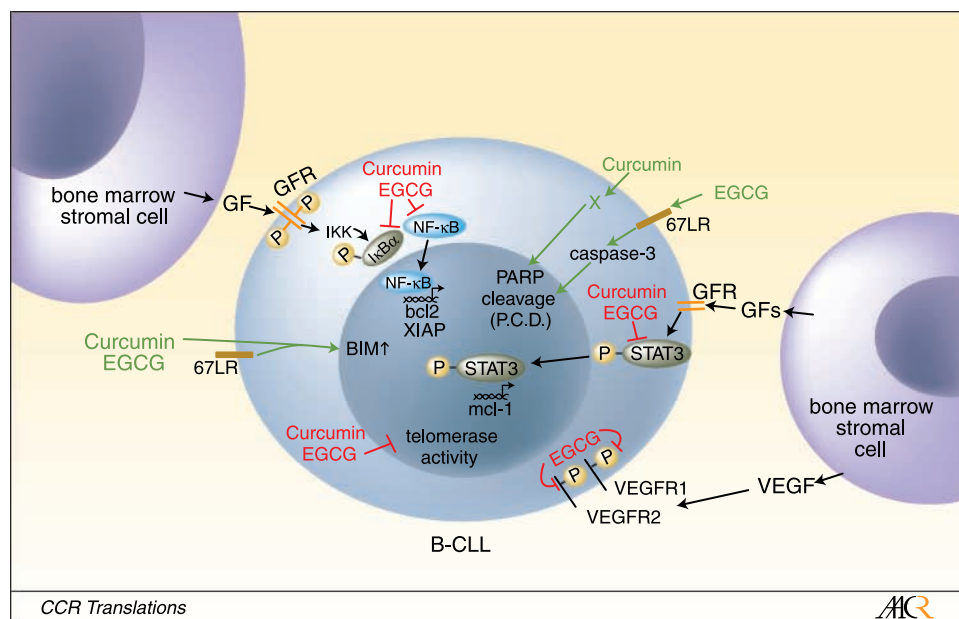 bone marrow
stromal cell
GF
GFR
P
P
IKK
P
IκBα
Curcumin
EGCG
NF-κB
NF-κB
bcl2
XIAP
Curcumin
X
EGCG
67LR
caspase-3
PARP
cleavage
(P.C.D.)
Curcumin
EGCG
GFR
GFs
P
STAT3
P
STAT3
mcl-1
Curcumin
EGCG
67LR
BIM↑
Curcumin
EGCG
telomerase
activity
EGCG
P
P
VEGFR1
VEGFR2
VEGF
bone marrow
stromal
cell
B-CLL
CCR Translations
AACR